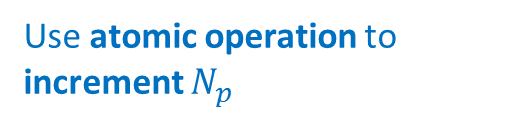 Use atomic operation to
increment Nₚ